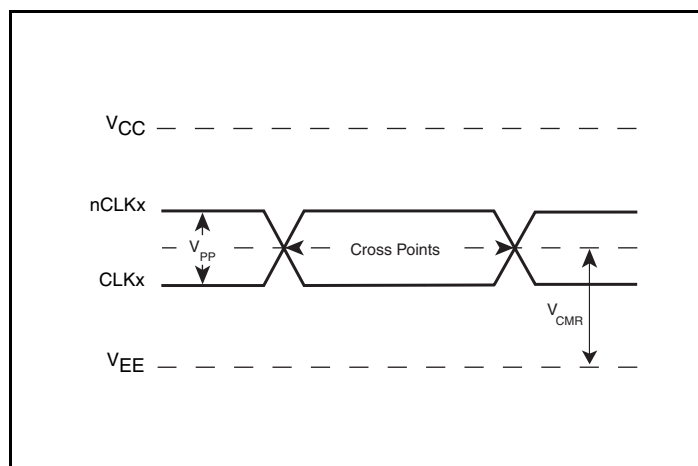 VCC
nCLKx
VPP
Cross Points
CLKx
VCMR
VEE